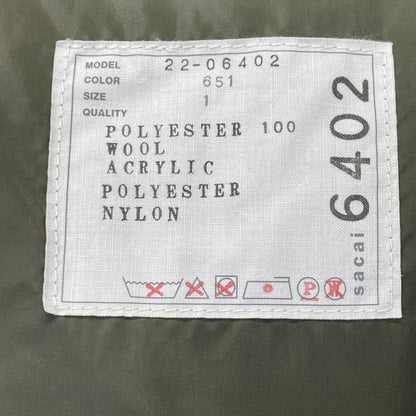 MODEL 22-06402
COLOR 651
SIZE 1
QUALITY
POLYESTER 100
WOOL
ACRYLIC
POLYESTER
NYLON
P W
sacai 6402